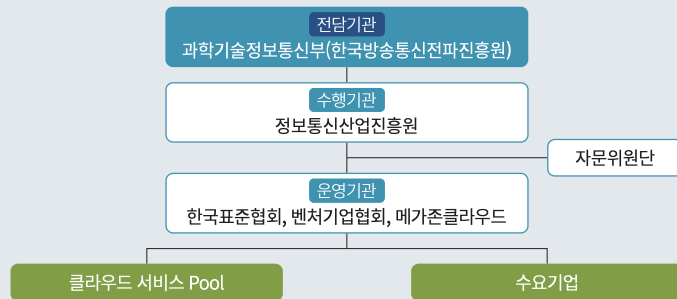 전담기관
과학기술정보통신부(한국방송통신전파진흥원)
수행기관
정보통신산업진흥원
자문위원단
운영기관
한국표준협회, 벤처기업협회, 메가존클라우드
클라우드 서비스 Pool
수요기업